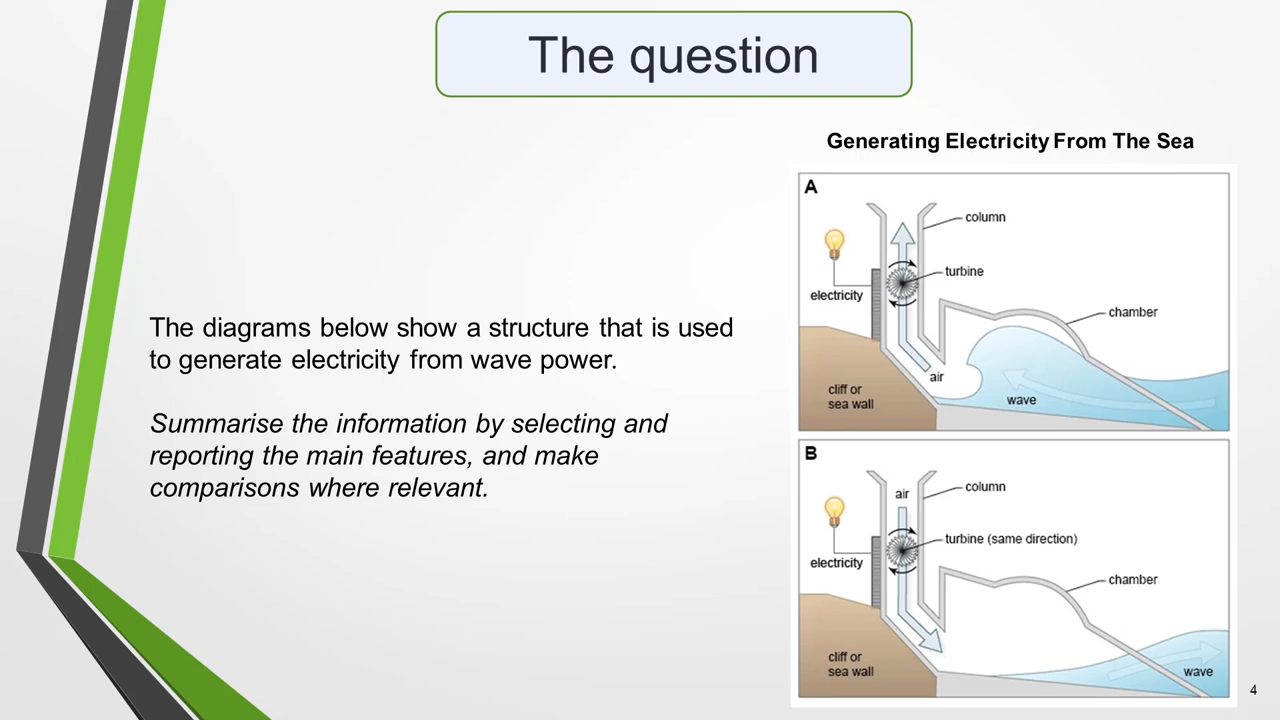 The question
Generating Electricity From The Sea
The diagrams below show a structure that is used
to generate electricity from wave power.
Summarise the information by selecting and
reporting the main features, and make
comparisons where relevant.
A
column
turbine
electricity
chamber
air
wave
cliff or
sea wall
B
air
column
turbine (same direction)
electricity
chamber
cliff or
sea wall
wave
4